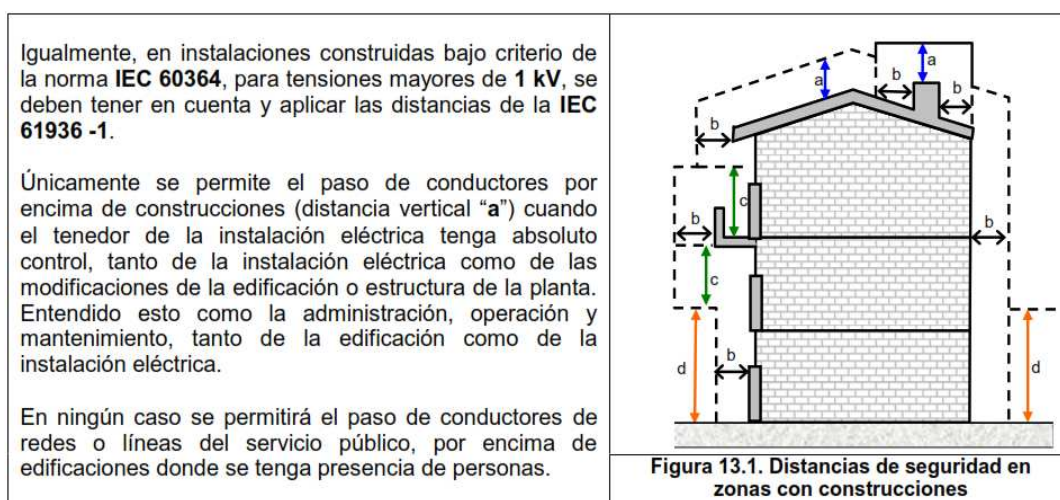 Igualmente, en instalaciones construidas bajo criterio de
la norma IEC 60364, para tensiones mayores de 1 kV, se
deben tener en cuenta y aplicar las distancias de la IEC
61936 -1.
Únicamente se permite el paso de conductores por
encima de construcciones (distancia vertical “a”) cuando
el tenedor de la instalación eléctrica tenga absoluto
control, tanto de la instalación eléctrica como de las
modificaciones de la edificación o estructura de la planta.
Entendido esto como la administración, operación y
mantenimiento, tanto de la edificación como de la
instalación eléctrica.
En ningún caso se permitirá el paso de conductores de
redes o líneas del servicio público, por encima de
edificaciones donde se tenga presencia de personas.
a
a
b
b
b
c
b
b
c
d
b
d
Figura 13.1. Distancias de seguridad en
zonas con construcciones